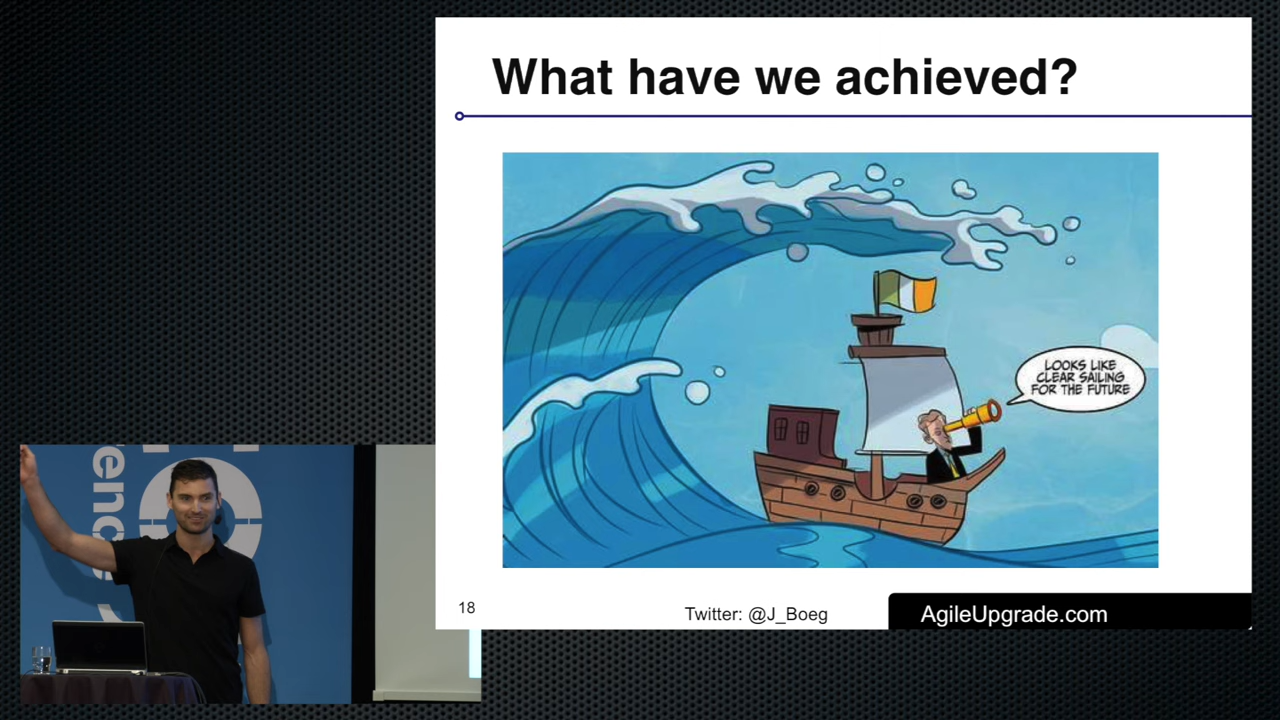 What have we achieved?
LOOKS LIKE
CLEAR SAILING
FOR THE FUTURE
18
Twitter: @J_Boeg
AgileUpgrade.com